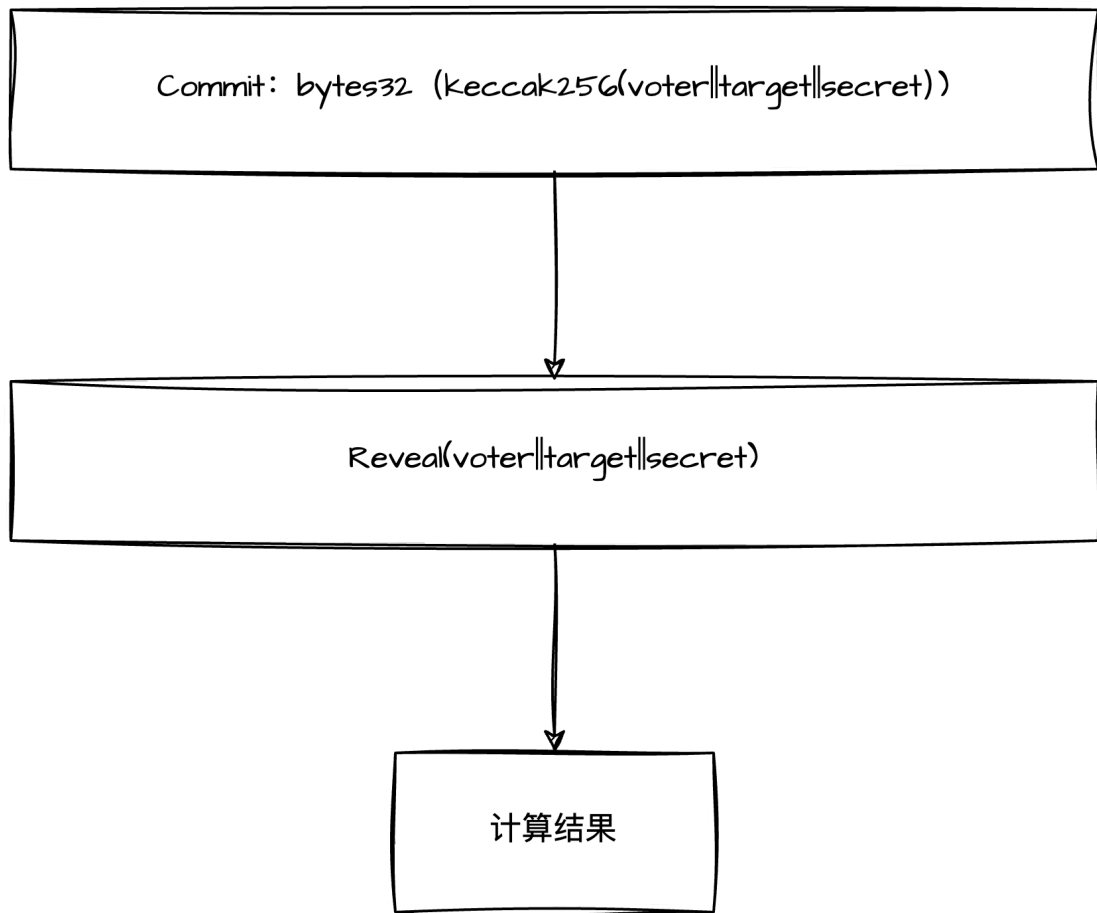 Commit: bytes32 (keccak256(voter||target||secret))
Reveal(voter||target||secret)
计算结果